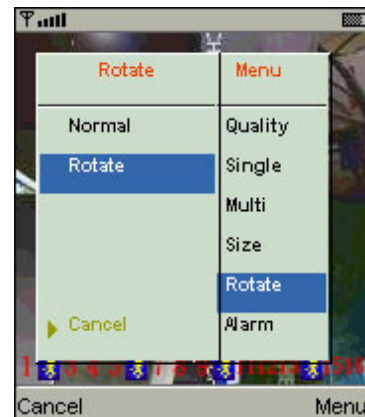 Rotate Menu
Normal Quality
Rotate Single
Multi
Size
Rotate
Cancel Alarm
Cancel Menu